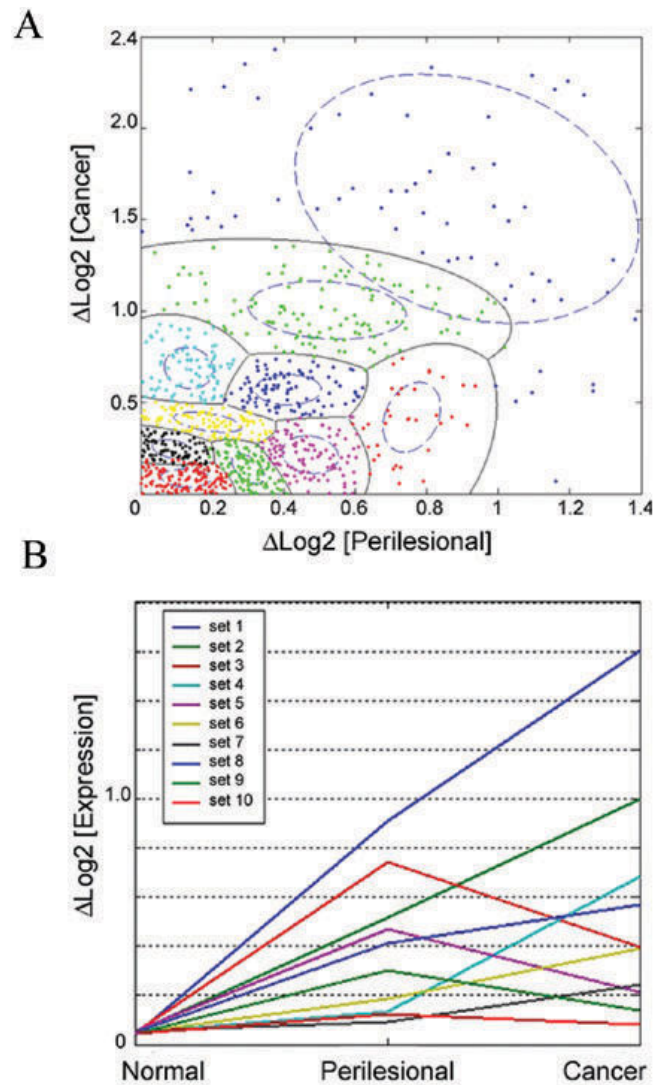 A
2.4
2.0
1.5
1.0
0.5
ΔLog2 [Cancer]
0 0.2 0.4 0.6 0.8 1 1.2 1.4
ΔLog2 [Perilesional]
B
set 1
set 2
set 3
set 4
set 5
set 6
set 7
set 8
set 9
set 10
1.0
0
ΔLog2 [Expression]
Normal Perilesional Cancer